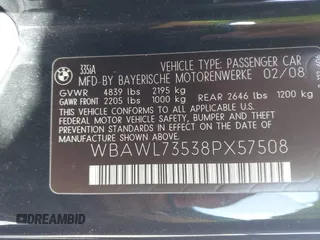 335iA
VEHICLE TYPE: PASSENGER CAR
MFD BY BAYERISCHE MOTORENWERKE 02/08
GVWR 4839 lbs 2195 kg
GAWR FRONT 2205 lbs 1000 kg REAR 2646 lbs 1200 kg
THIS VEHICLE CONFORMS TO ALL APPLICABLE FEDERAL MOTOR VEHICLE SAFETY, BUMPER, AND THEFT PREVENTION STANDARDS IN EFFECT ON THE DATE OF MANUFACTURE SHOWN ABOVE.
WBAWL73538PX57508
DREAMBID